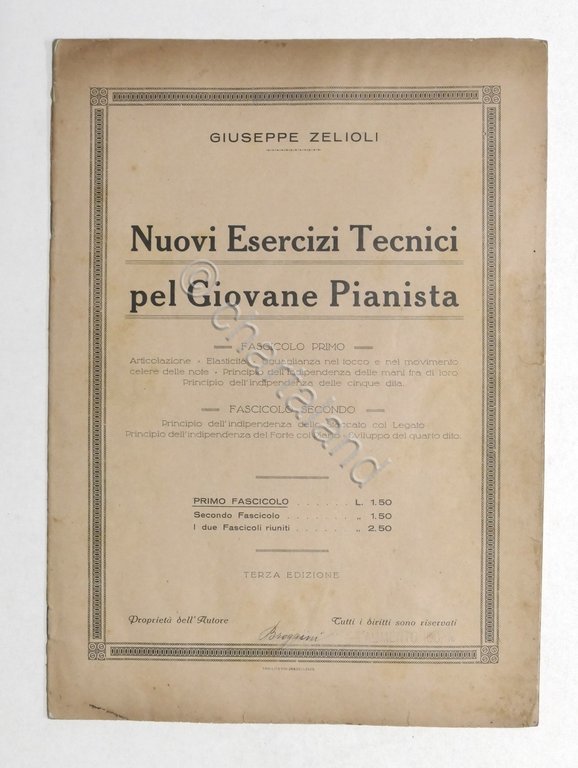 GIUSEPPE ZELIOLI
Nuovi Esercizi Tecnici
pel Giovane Pianista
FASCICOLO PRIMO
Articolazione - Elasticità - Eguaglianza nel tocco e nel movimento
celere delle note - Principio dell'indipendenza delle mani fra di loro
Principio dell'indipendenza delle cinque dita.
FASCICOLO SECONDO
Principio dell'indipendenza dello Staccato col Legato
Principio dell'indipendenza del Forte col Piano - Sviluppo del quarto dito.
PRIMO FASCICOLO . . . . . L. 1.50
Secondo Fascicolo . . . . . . . „ 1.50
I due Fascicoli riuniti . . . . . „ 2.50
TERZA EDIZIONE
Proprietà dell'Autore Tutti i diritti sono riservati
© chartaland